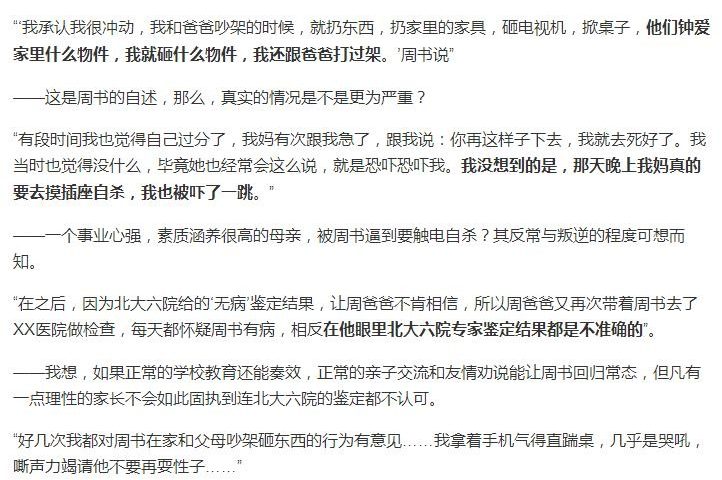 “‘我承认我很冲动，我和爸爸吵架的时候，就扔东西，扔家里的家具，砸电视机，掀桌子，他们钟爱
家里什么物件，我就砸什么物件，我还跟爸爸打过架。’周书说”
——这是周书的自述，那么，真实的情况是不是更为严重？
“有段时间我也觉得自己过分了，我妈有次跟我急了，跟我说：你再这样子下去，我就去死好了。我
当时也觉得没什么，毕竟她也经常会这么说，就是恐吓恐吓我。我没想到的是，那天晚上我妈真的
要去摸插座自杀，我也被吓了一跳。”
——一个事业心强，素质涵养很高的母亲，被周书逼到要触电自杀？其反常与叛逆的程度可想而
知。
“在之后，因为北大六院给的‘无病’鉴定结果，让周爸爸不肯相信，所以周爸爸又再次带着周书去了
XX医院做检查，每天都怀疑周书有病，相反在他眼里北大六院专家鉴定结果都是不准确的”。
——我想，如果正常的学校教育还能奏效，正常的亲子交流和友情劝说能让周书回归常态，但凡有
一点理性的家长不会如此固执到连北大六院的鉴定都不认可。
“好几次我都对周书在家和父母吵架砸东西的行为有意见……我拿着手机气得直踹桌，几乎是哭吼，
嘶声力竭请他不要再耍性子……”